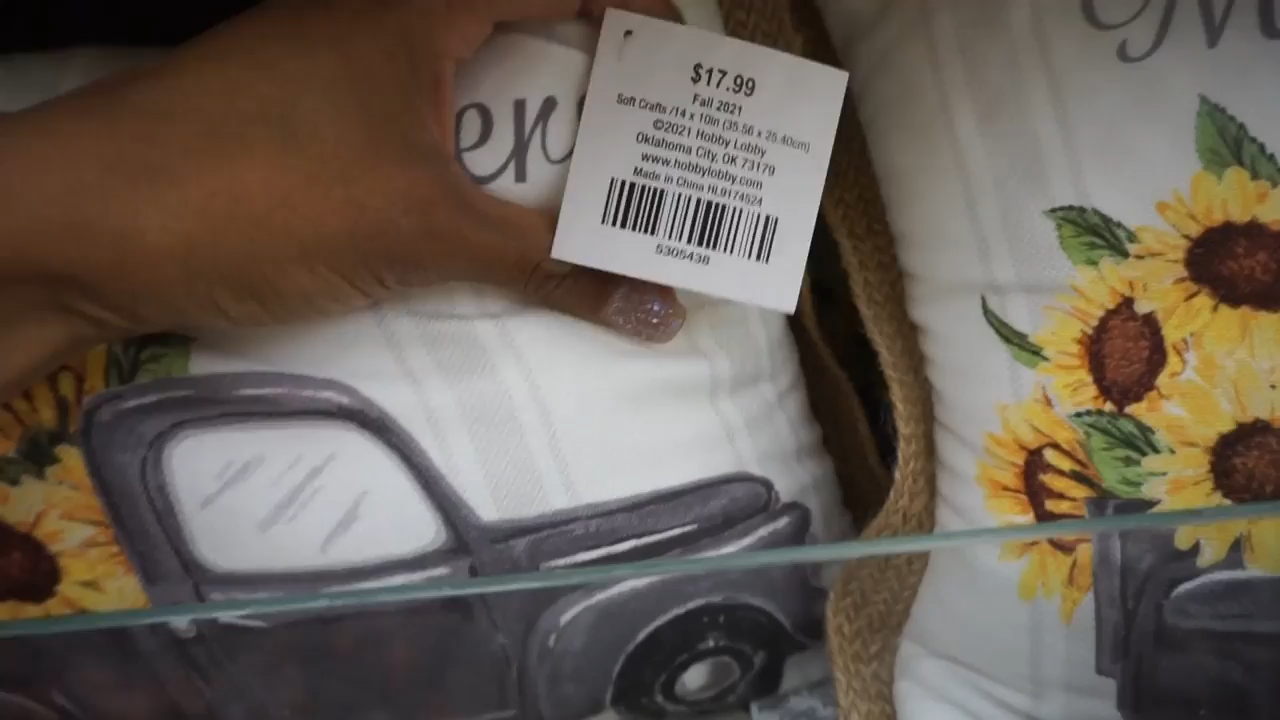 $17.99
Fall 2021
Soft Crafts /14 x 10in (35.56 x 25.40cm)
©2021 Hobby Lobby
Oklahoma City, OK 73179
www.hobbylobby.com
Made in China HL9174524
5305438
er
M